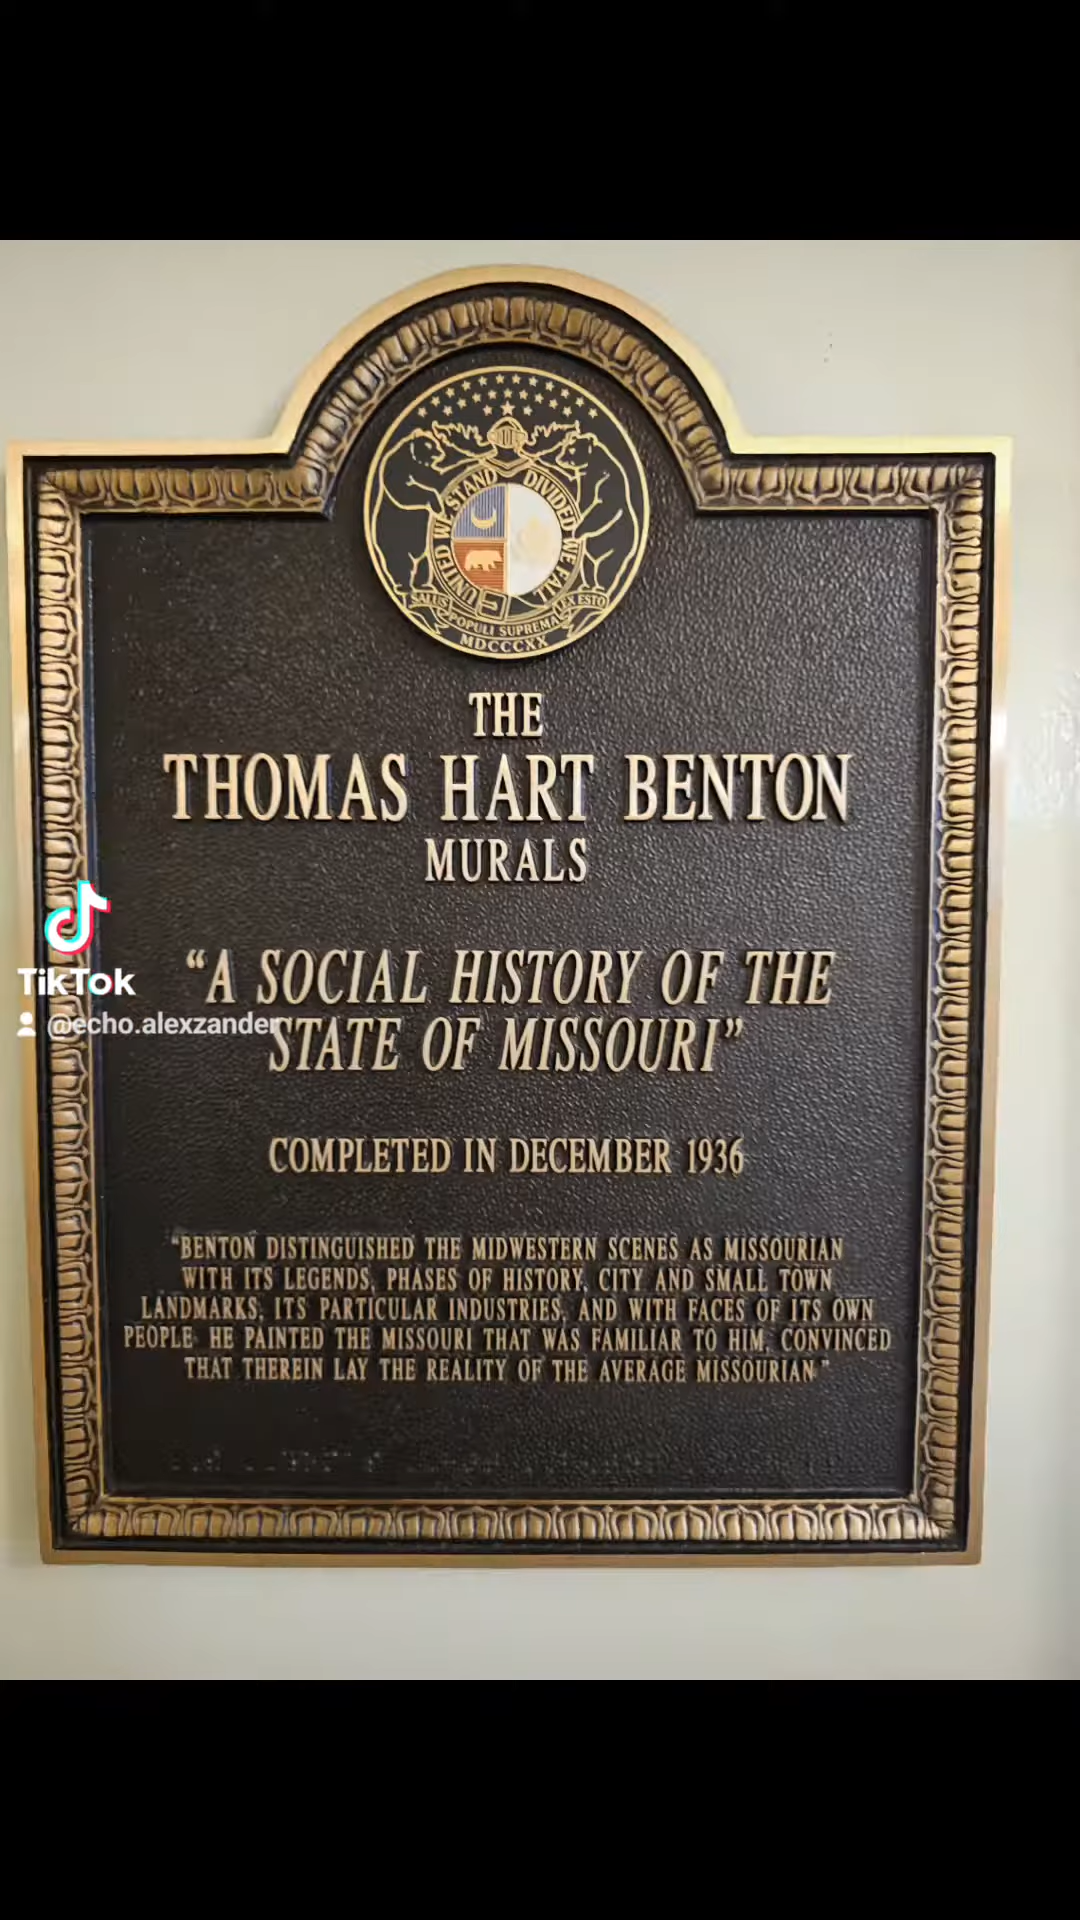 UNITED WE STAND DIVIDED WE FALL
SALUS POPULI SUPREMA LEX ESTO
MDCCCXX
THE
THOMAS HART BENTON
MURALS
“A SOCIAL HISTORY OF THE
STATE OF MISSOURI”
COMPLETED IN DECEMBER 1936
“BENTON DISTINGUISHED THE MIDWESTERN SCENES AS MISSOURIAN
WITH ITS LEGENDS, PHASES OF HISTORY, CITY AND SMALL TOWN
LANDMARKS, ITS PARTICULAR INDUSTRIES, AND WITH FACES OF ITS OWN
PEOPLE. HE PAINTED THE MISSOURI THAT WAS FAMILIAR TO HIM, CONVINCED
THAT THEREIN LAY THE REALITY OF THE AVERAGE MISSOURIAN.”
TikTok
@echo.alexzander